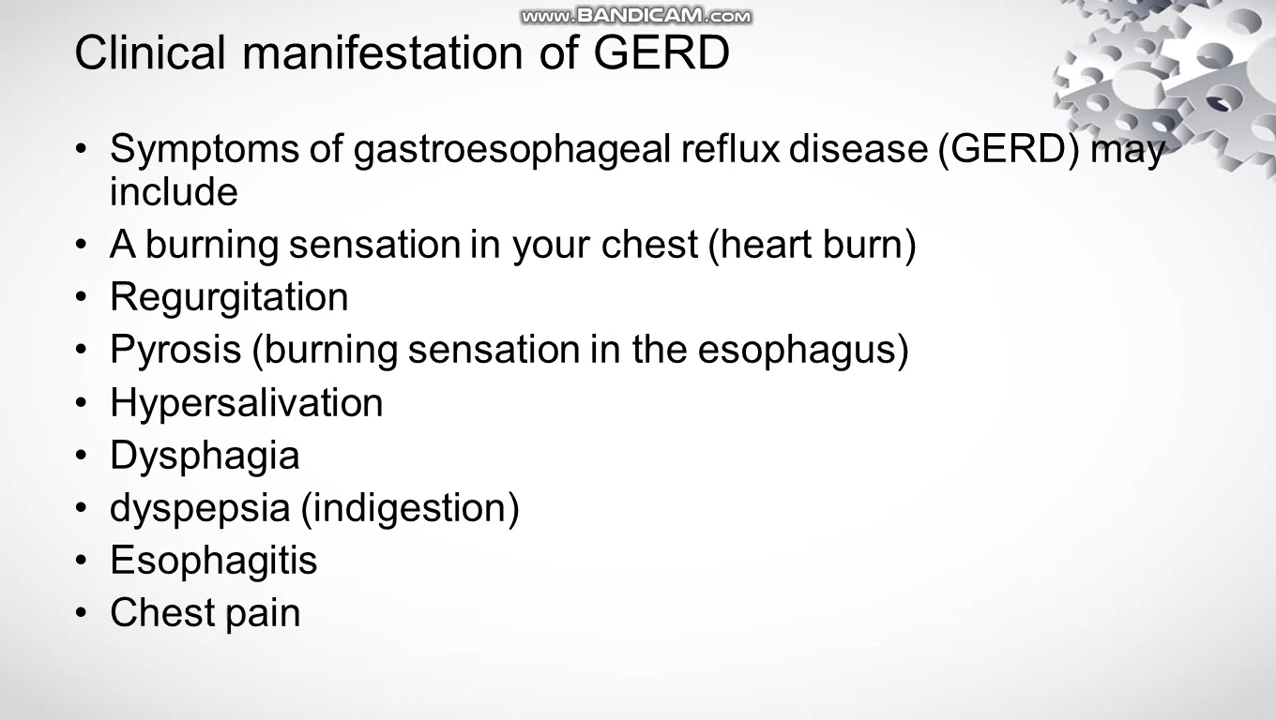 www.BANDICAM.com
Clinical manifestation of GERD
• Symptoms of gastroesophageal reflux disease (GERD) may
include
• A burning sensation in your chest (heart burn)
• Regurgitation
• Pyrosis (burning sensation in the esophagus)
• Hypersalivation
• Dysphagia
• dyspepsia (indigestion)
• Esophagitis
• Chest pain